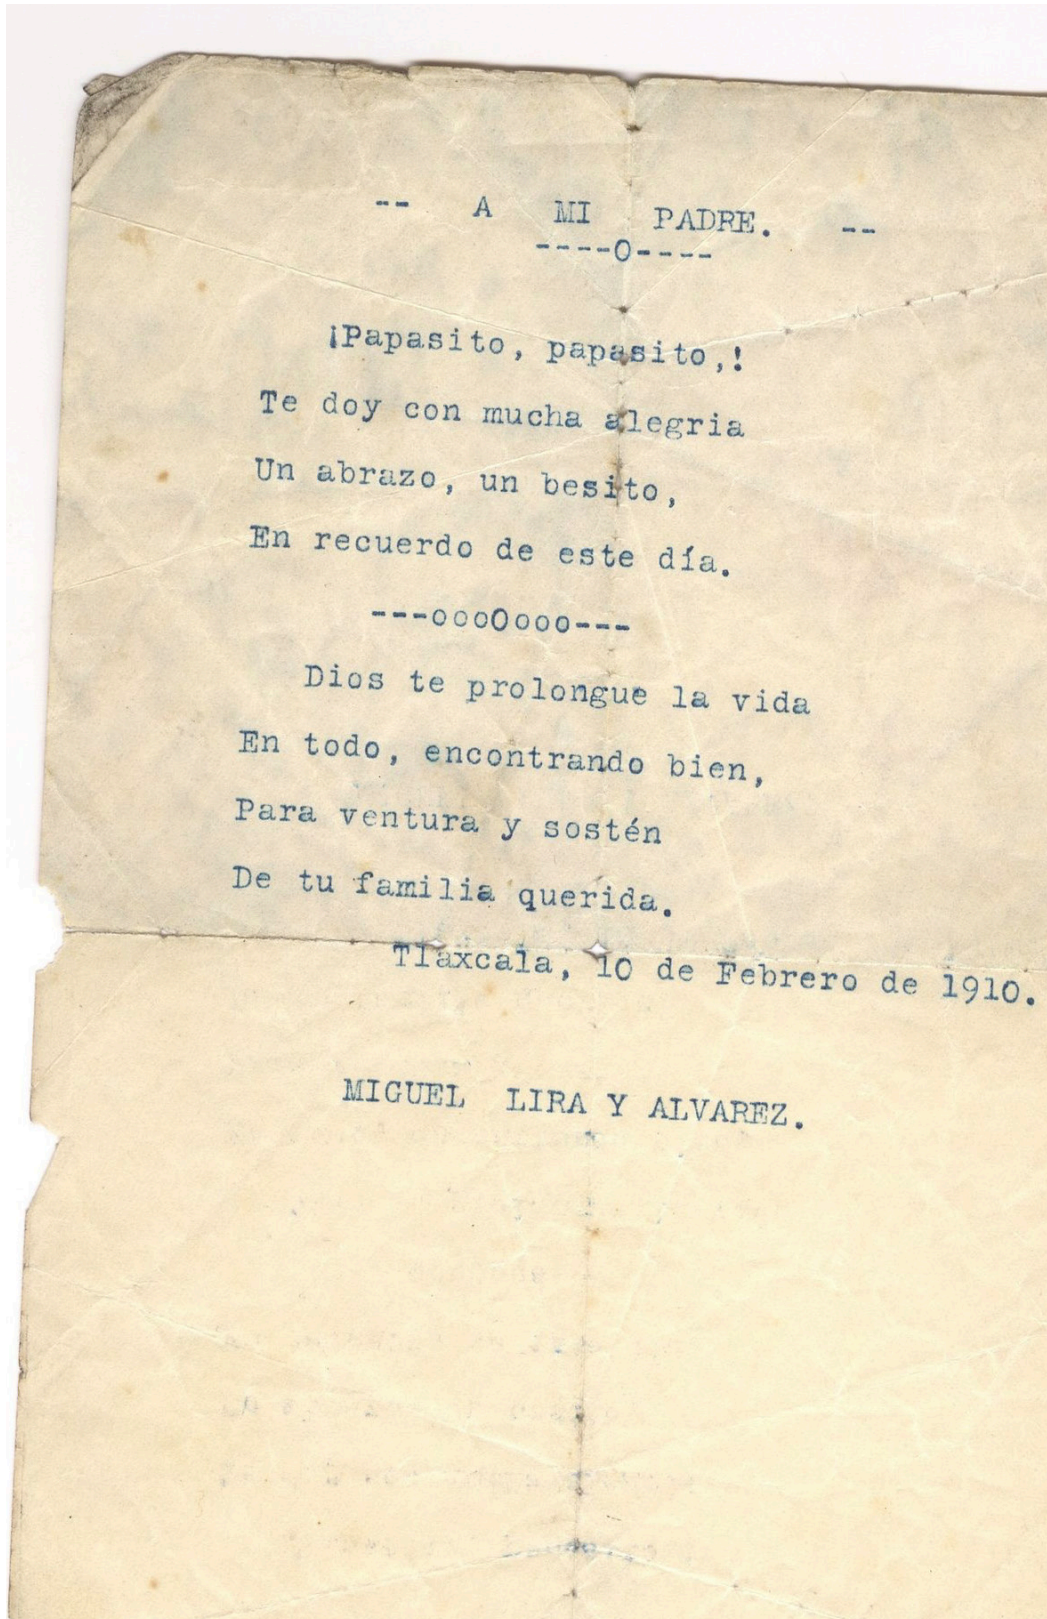 -- A MI PADRE. --
----O----
¡Papasito, papasito,!
Te doy con mucha alegria
Un abrazo, un besito,
En recuerdo de este día.
---oooOooo---
Dios te prolongue la vida
En todo, encontrando bien,
Para ventura y sostén
De tu familia querida.
Tlaxcala, 10 de Febrero de 1910.
MIGUEL LIRA Y ALVAREZ.